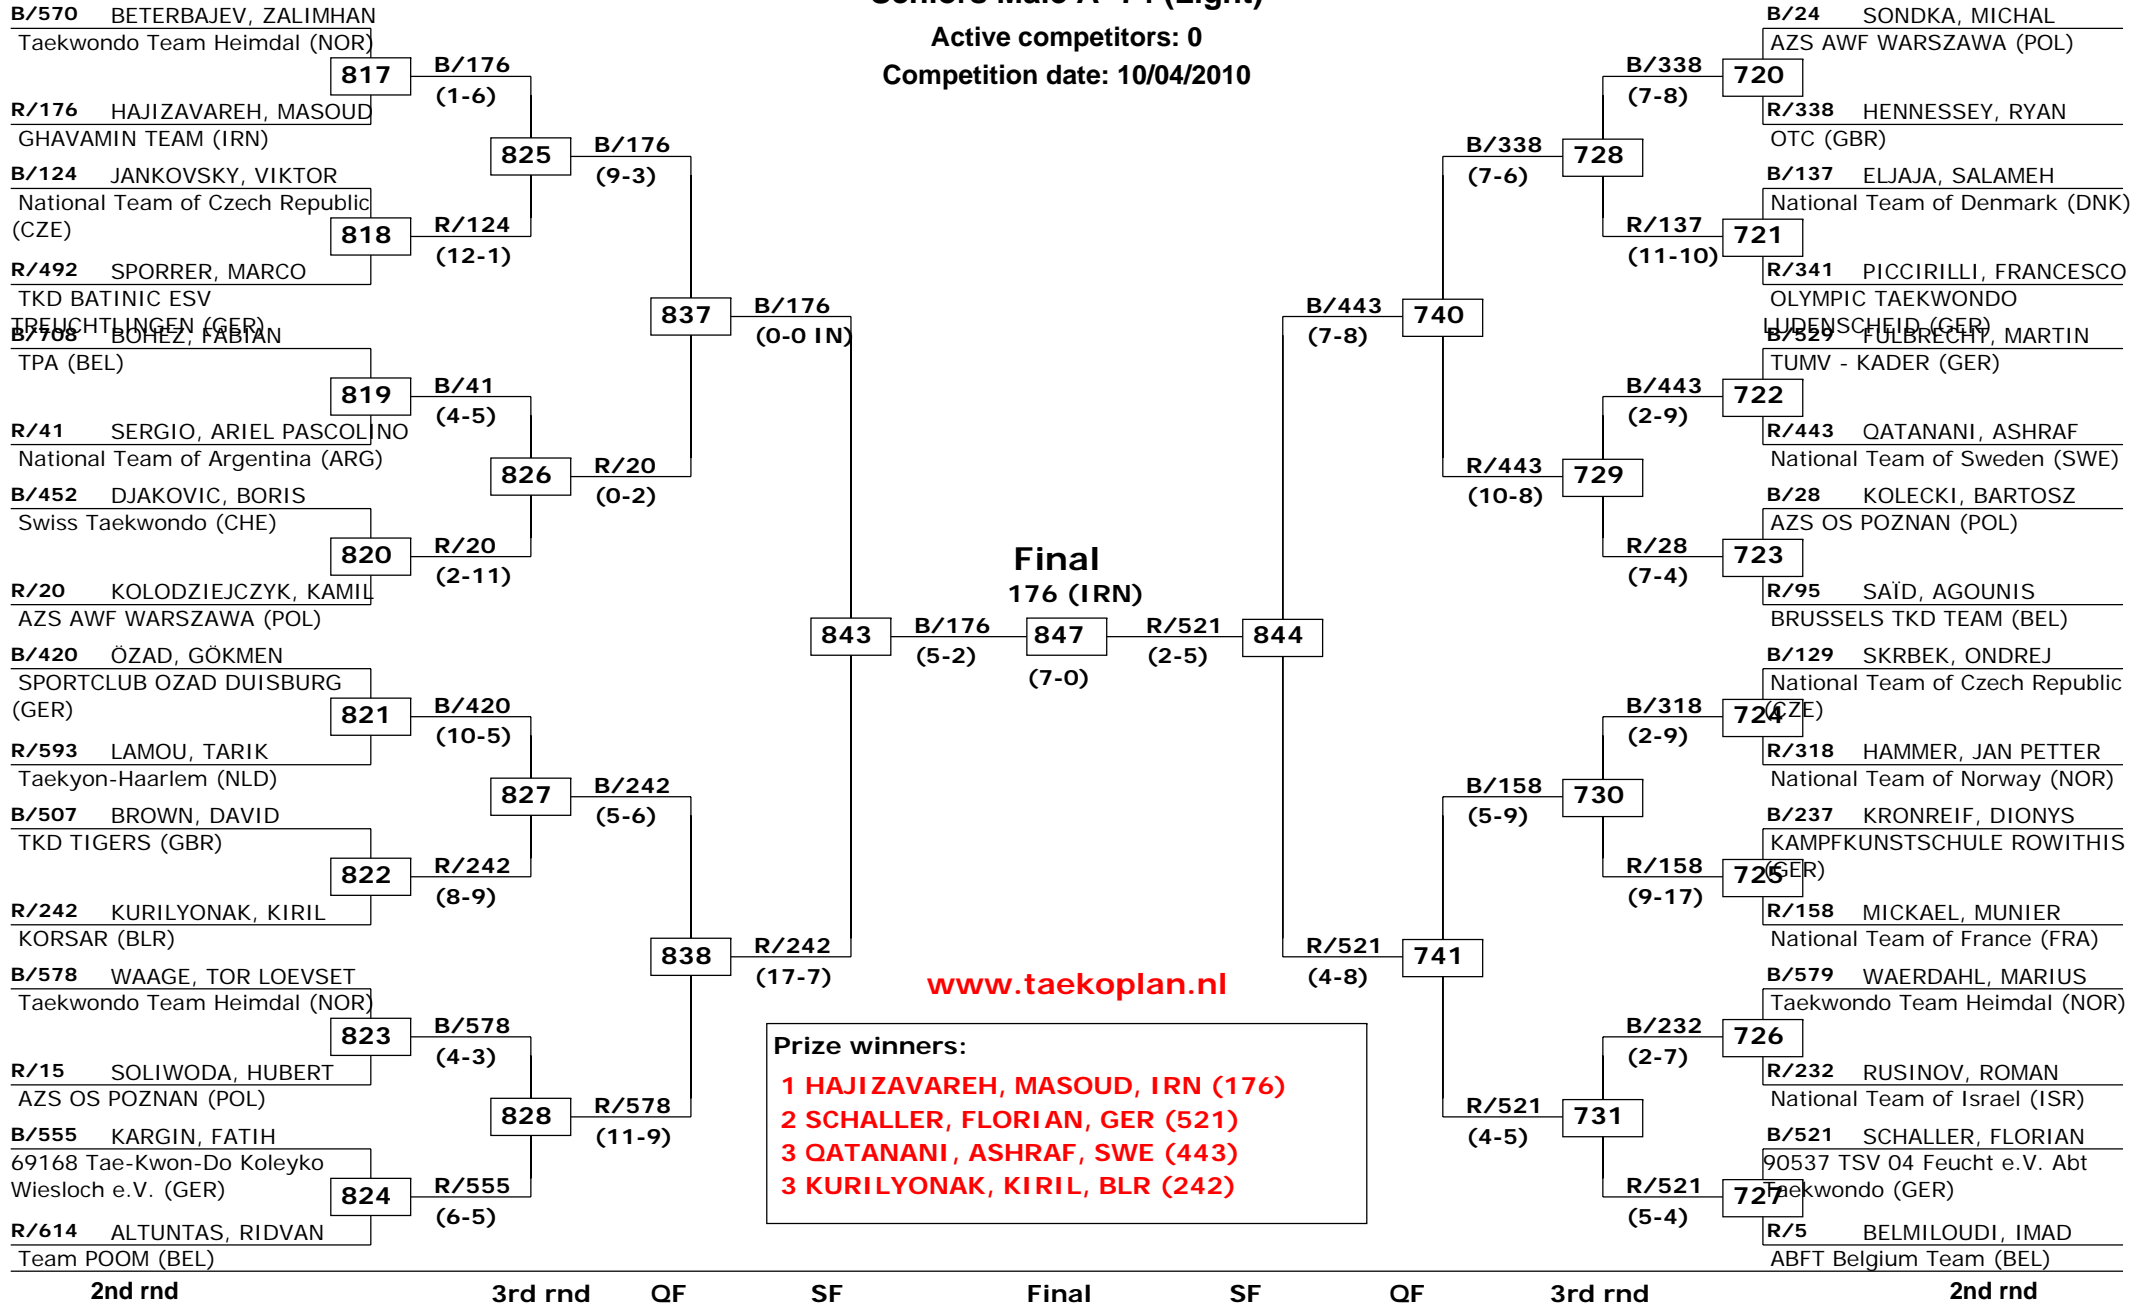 Active competitors: 0
Competition date: 10/04/2010
B/570 BETERBAJEV, ZALIMHAN
Taekwondo Team Heimdal (NOR)
817
B/176
(1-6)
R/176 HAJIZAVAREH, MASOUD
GHAVAMIN TEAM (IRN)
825
B/176
(9-3)
B/124 JANKOVSKY, VIKTOR
National Team of Czech Republic
(CZE)
818
R/124
(12-1)
R/492 SPORRER, MARCO
TKD BATINIC ESV
TREUCHTLINGEN (GER)
837
B/176
(0-0 IN)
B/708 BOHEZ, FABIAN
TPA (BEL)
819
B/41
(4-5)
R/41 SERGIO, ARIEL PASCOLINO
National Team of Argentina (ARG)
826
R/20
(0-2)
B/452 DJAKOVIC, BORIS
Swiss Taekwondo (CHE)
820
R/20
(2-11)
R/20 KOLODZIEJCZYK, KAMIL
AZS AWF WARSZAWA (POL)
843
B/176
(5-2)
B/420 ÖZAD, GÖKMEN
SPORTCLUB OZAD DUISBURG
(GER)
821
B/420
(10-5)
R/593 LAMOU, TARIK
Taekyon-Haarlem (NLD)
827
B/242
(5-6)
B/507 BROWN, DAVID
TKD TIGERS (GBR)
822
R/242
(8-9)
R/242 KURILYONAK, KIRIL
KORSAR (BLR)
838
R/242
(17-7)
B/578 WAAGE, TOR LOEVSET
Taekwondo Team Heimdal (NOR)
823
B/578
(4-3)
R/15 SOLIWODA, HUBERT
AZS OS POZNAN (POL)
828
R/578
(11-9)
B/555 KARGIN, FATIH
69168 Tae-Kwon-Do Koleyko
Wiesloch e.V. (GER)
824
R/555
(6-5)
R/614 ALTUNTAS, RIDVAN
Team POOM (BEL)
Final
176 (IRN)
847
(7-0)
B/24 SONDKA, MICHAL
AZS AWF WARSZAWA (POL)
720
B/338
(7-8)
R/338 HENNESSEY, RYAN
OTC (GBR)
728
B/338
(7-6)
B/137 ELJAJA, SALAMEH
National Team of Denmark (DNK)
721
R/137
(11-10)
R/341 PICCIRILLI, FRANCESCO
OLYMPIC TAEKWONDO
LUDENSCHEID (GER)
740
B/443
(7-8)
B/529 FULBRECHT, MARTIN
TUMV - KADER (GER)
722
B/443
(2-9)
R/443 QATANANI, ASHRAF
National Team of Sweden (SWE)
729
R/443
(10-8)
B/28 KOLECKI, BARTOSZ
AZS OS POZNAN (POL)
723
R/28
(7-4)
R/95 SAÏD, AGOUNIS
BRUSSELS TKD TEAM (BEL)
844
R/521
(2-5)
B/129 SKRBEK, ONDREJ
National Team of Czech Republic
(CZE)
724
B/318
(2-9)
R/318 HAMMER, JAN PETTER
National Team of Norway (NOR)
730
B/158
(5-9)
B/237 KRONREIF, DIONYS
KAMPFKUNSTSCHULE ROWITHIS
(GER)
725
R/158
(9-17)
R/158 MICKAEL, MUNIER
National Team of France (FRA)
741
R/521
(4-8)
B/579 WAERDAHL, MARIUS
Taekwondo Team Heimdal (NOR)
726
B/232
(2-7)
R/232 RUSINOV, ROMAN
National Team of Israel (ISR)
731
R/521
(4-5)
B/521 SCHALLER, FLORIAN
90537 TSV 04 Feucht e.V. Abt
Taekwondo (GER)
727
R/521
(5-4)
R/5 BELMILOUDI, IMAD
ABFT Belgium Team (BEL)
www.taekoplan.nl
Prize winners:
1 HAJIZAVAREH, MASOUD, IRN (176)
2 SCHALLER, FLORIAN, GER (521)
3 QATANANI, ASHRAF, SWE (443)
3 KURILYONAK, KIRIL, BLR (242)
2nd rnd 3rd rnd QF SF Final SF QF 3rd rnd 2nd rnd